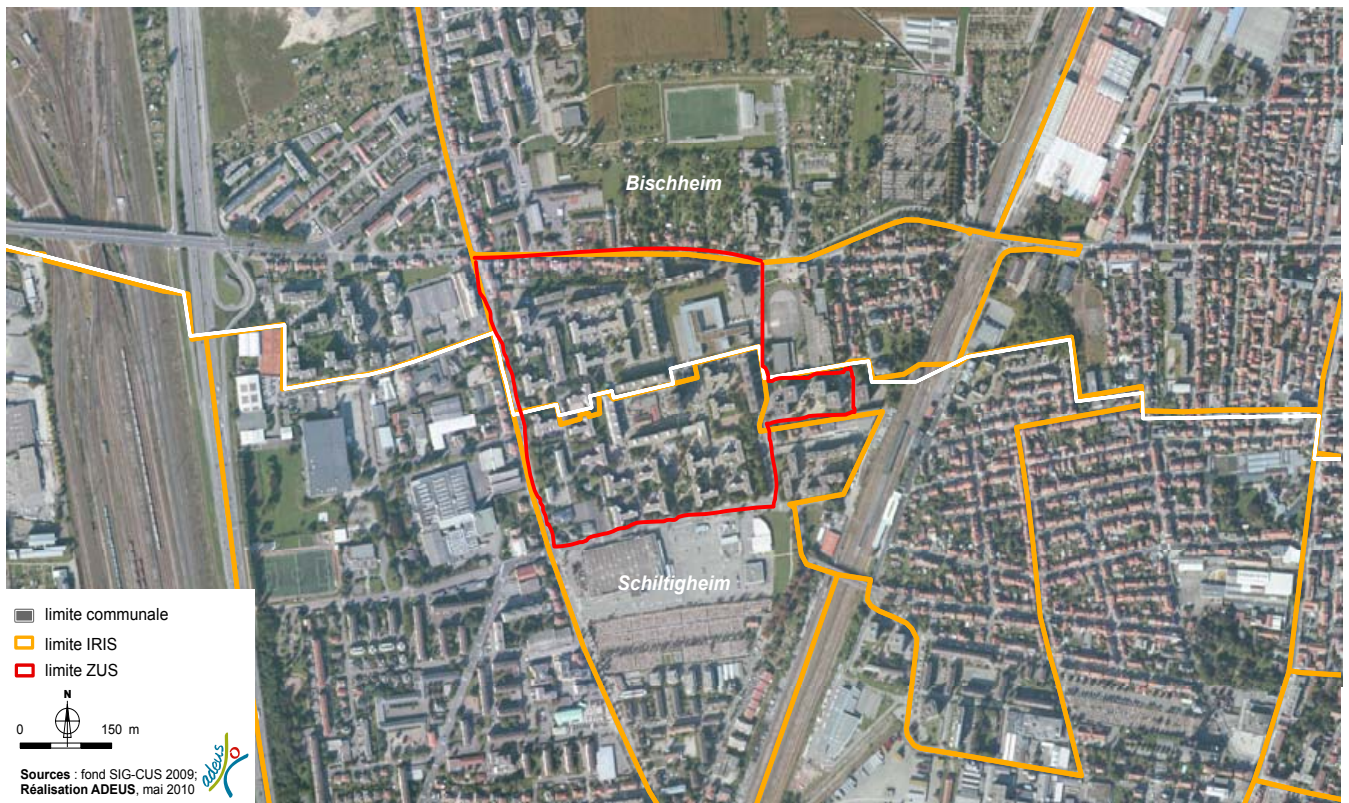 Bischheim
Schiltigheim
limite communale
limite IRIS
limite ZUS
N
0 150 m
Sources : fond SIG-CUS 2009;
Réalisation ADEUS, mai 2010
adeus